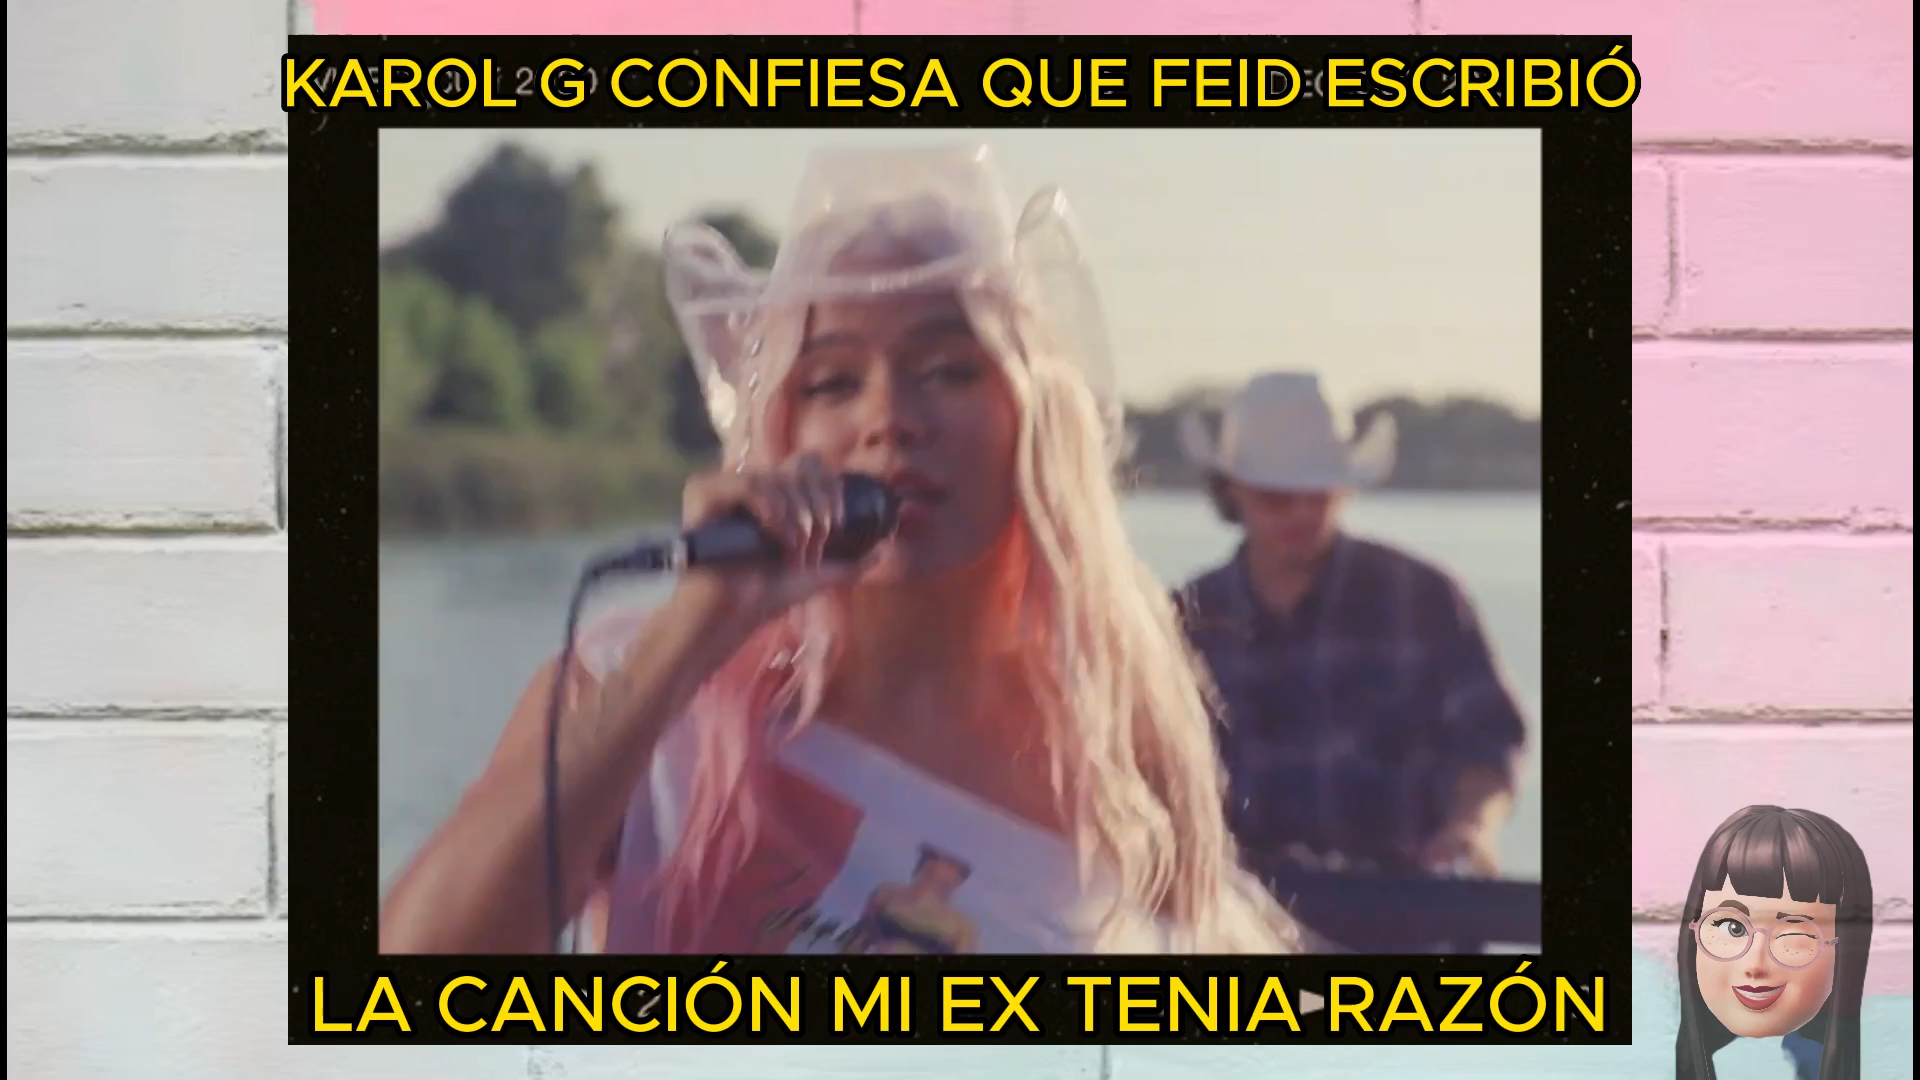 KAROL G CONFIESA QUE FEID ESCRIBIÓ
LA CANCIÓN MI EX TENIA RAZÓN